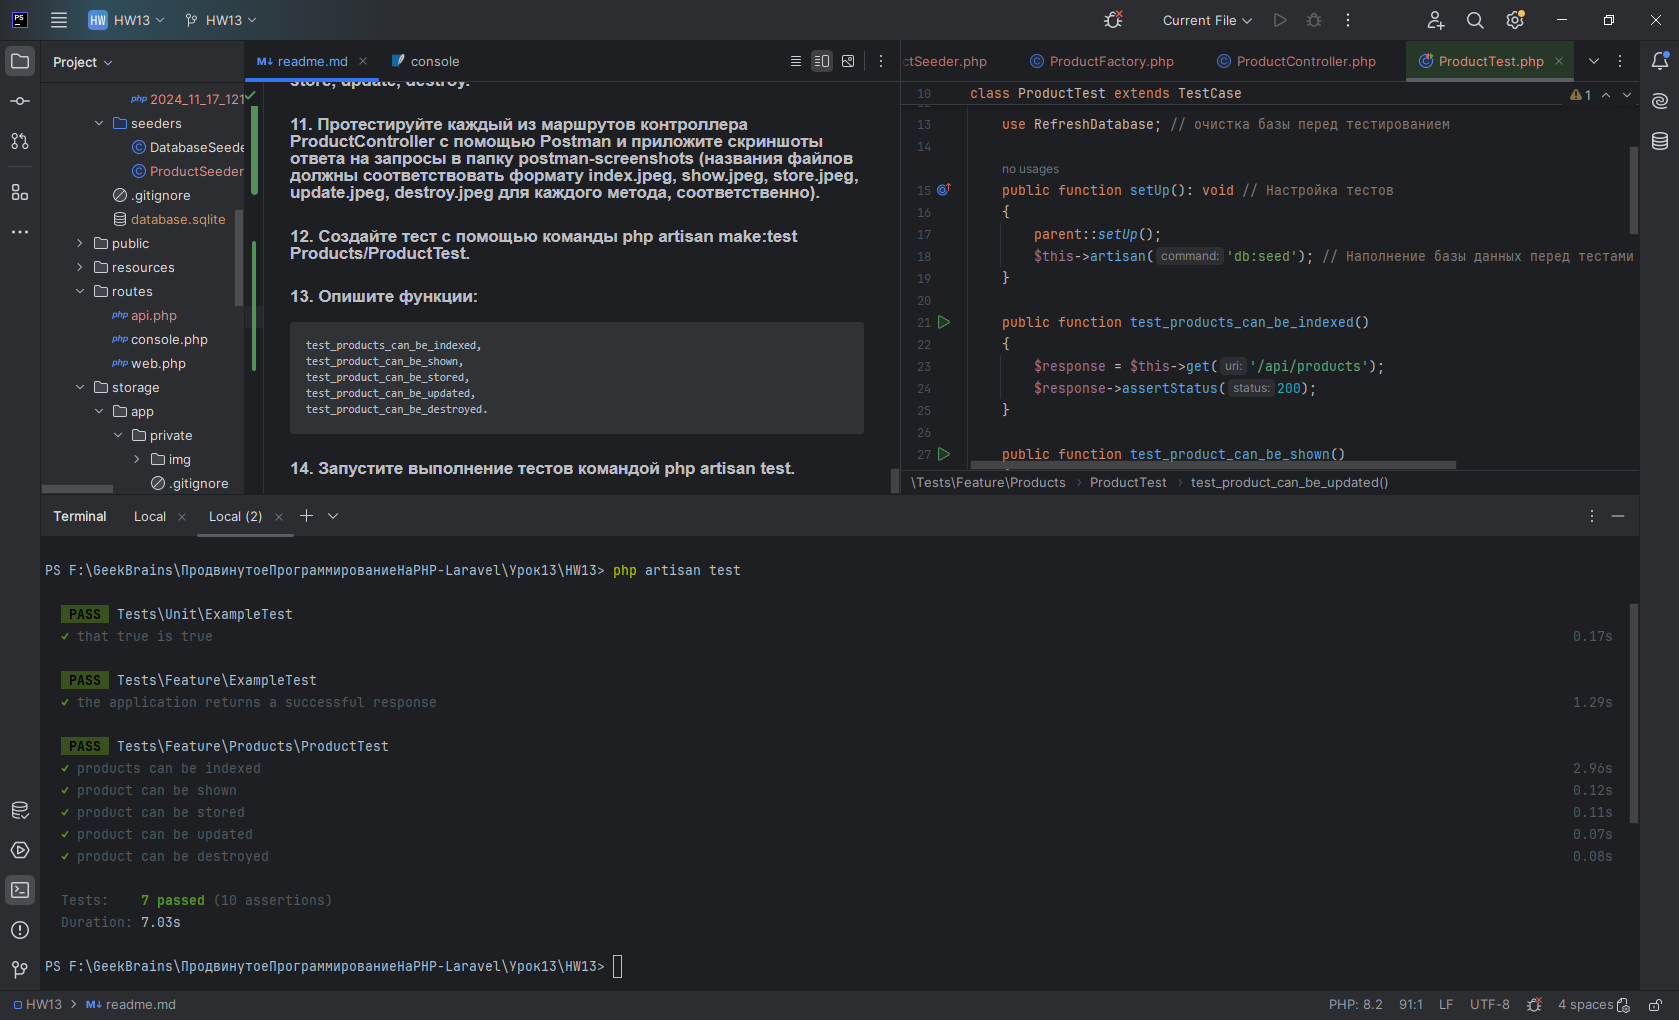 PS
HW HW13 HW13
Current File
Project
php 2024_11_17_121
seeders
DatabaseSeede
ProductSeeder
.gitignore
database.sqlite
public
resources
routes
php api.php
php console.php
php web.php
storage
app
private
img
.gitignore
M↓ readme.md console
store, update, destroy.
11. Протестируйте каждый из маршрутов контроллера
ProductController с помощью Postman и приложите скриншоты
ответа на запросы в папку postman-screenshots (названия файлов
должны соответствовать формату index.jpeg, show.jpeg, store.jpeg,
update.jpeg, destroy.jpeg для каждого метода, соответственно).
12. Создайте тест с помощью команды php artisan make:test
Products/ProductTest.
13. Опишите функции:
test_products_can_be_indexed,
test_product_can_be_shown,
test_product_can_be_stored,
test_product_can_be_updated,
test_product_can_be_destroyed.
14. Запустите выполнение тестов командой php artisan test.
ctSeeder.php ProductFactory.php ProductController.php ProductTest.php
10 class ProductTest extends TestCase 1
13 use RefreshDatabase; // очистка базы перед тестированием
14
no usages
15 public function setUp(): void // Настройка тестов
16 {
17 parent::setUp();
18 $this->artisan( command: 'db:seed'); // Наполнение базы данных перед тестами
19 }
20
21 public function test_products_can_be_indexed()
22 {
23 $response = $this->get( uri: '/api/products');
24 $response->assertStatus( status: 200);
25 }
26
27 public function test_product_can_be_shown()
\Tests\Feature\Products › ProductTest › test_product_can_be_updated()
Terminal Local Local (2)
PS F:\GeekBrains\ПродвинутоеПрограммированиеНаPHP-Laravel\Урок13\HW13> php artisan test
PASS Tests\Unit\ExampleTest
✓ that true is true 0.17s
PASS Tests\Feature\ExampleTest
✓ the application returns a successful response 1.29s
PASS Tests\Feature\Products\ProductTest
✓ products can be indexed 2.96s
✓ product can be shown 0.12s
✓ product can be stored 0.11s
✓ product can be updated 0.07s
✓ product can be destroyed 0.08s
Tests: 7 passed (10 assertions)
Duration: 7.03s
PS F:\GeekBrains\ПродвинутоеПрограммированиеНаPHP-Laravel\Урок13\HW13>
HW13 › M↓ readme.md
PHP: 8.2 91:1 LF UTF-8 4 spaces